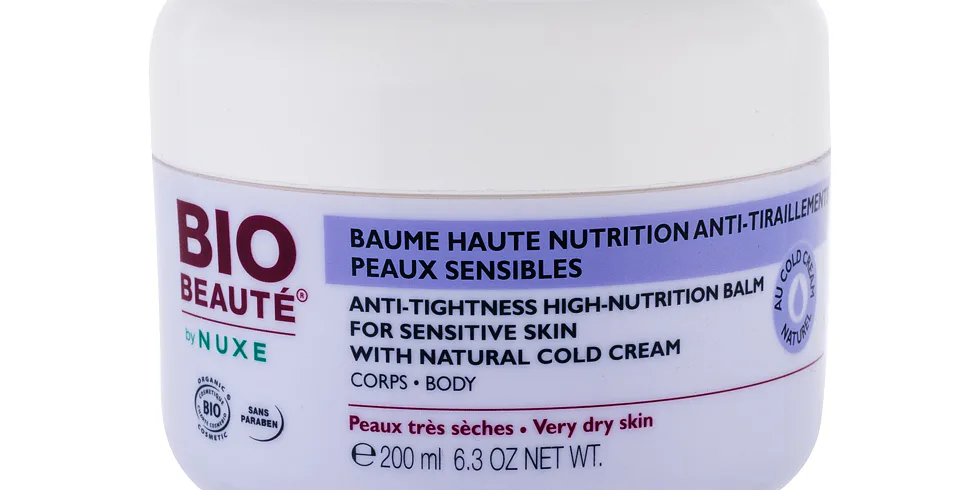 BIO
BEAUTÉ®
by NUXE
BAUME HAUTE NUTRITION ANTI-TIRAILLEMENTS
PEAUX SENSIBLES
ANTI-TIGHTNESS HIGH-NUTRITION BALM
FOR SENSITIVE SKIN
WITH NATURAL COLD CREAM
CORPS • BODY
AU COLD CREAM
NATUREL
ORGANIC
COSMETIQUE
BIO
COSMETIC
SANS
PARABEN
Peaux très sèches • Very dry skin
℮ 200 ml 6.3 OZ NET WT.